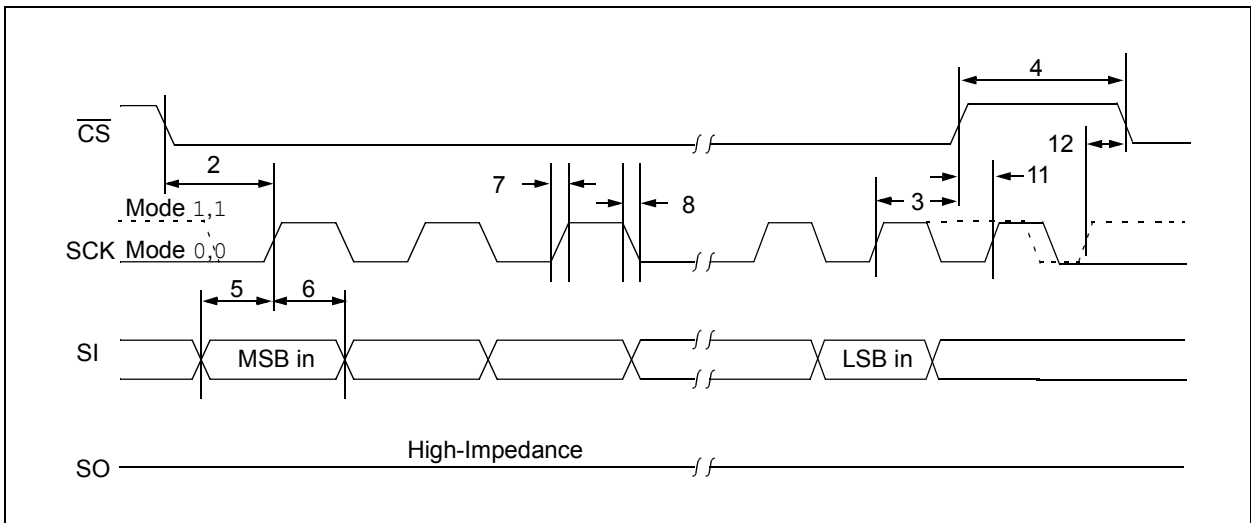 4
CS
12
2
7
8
3
11
Mode 1,1
SCK Mode 0,0
5 6
SI MSB in LSB in
High-Impedance
SO